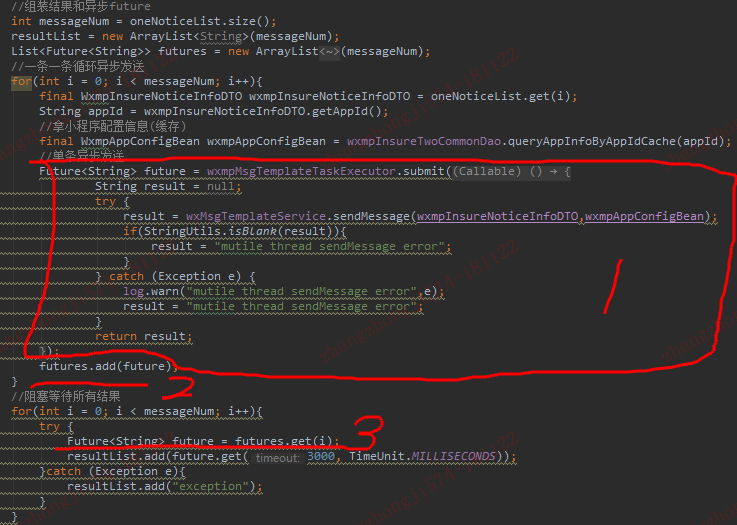 //组装结果和异步future
int messageNum = oneNoticeList.size();
resultList = new ArrayList<String>(messageNum);
List<Future<String>> futures = new ArrayList<~>(messageNum);
//一条一条循环异步发送
for(int i = 0; i < messageNum; i++){
final WxmpInsureNoticeInfoDTO wxmpInsureNoticeInfoDTO = oneNoticeList.get(i);
String appId = wxmpInsureNoticeInfoDTO.getAppId();
//拿小程序配置信息(缓存)
final WxmpAppConfigBean wxmpAppConfigBean = wxmpInsureTwoCommonDao.queryAppInfoByAppIdCache(appId);
//单条异步发送
Future<String> future = wxmpMsgTemplateTaskExecutor.submit((Callable) () → {
String result = null;
try {
result = wxMsgTemplateService.sendMessage(wxmpInsureNoticeInfoDTO,wxmpAppConfigBean);
if(StringUtils.isBlank(result)){
result = "mutile thread sendMessage error";
}
} catch (Exception e) {
log.warn("mutile thread sendMessage error",e);
result = "mutile thread sendMessage error";
}
return result;
});
1
futures.add(future);
}
2
//阻塞等待所有结果
for(int i = 0; i < messageNum; i++){
try {
Future<String> future = futures.get(i);
3
resultList.add(future.get( timeout: 3000, TimeUnit.MILLISECONDS));
}catch (Exception e){
resultList.add("exception");
}
}